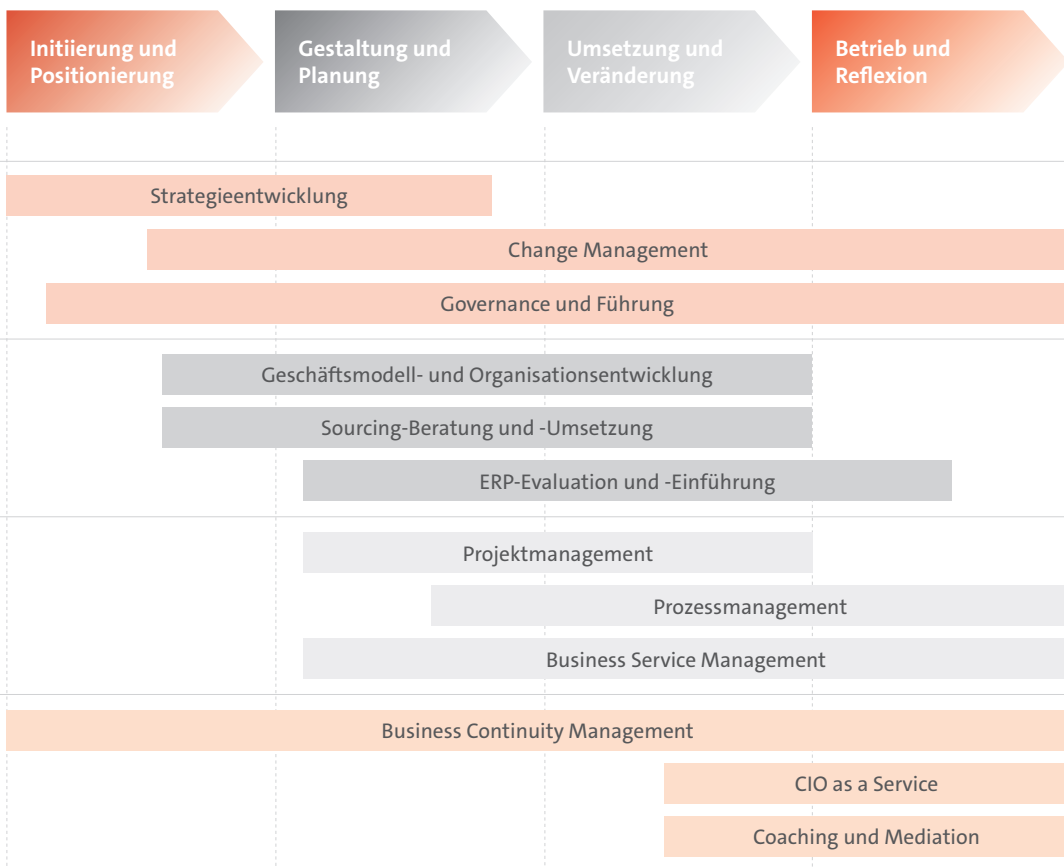 Initiierung und
Positionierung
Gestaltung und
Planung
Umsetzung und
Veränderung
Betrieb und
Reflexion
Strategieentwicklung
Change Management
Governance und Führung
Geschäftsmodell- und Organisationsentwicklung
Sourcing-Beratung und -Umsetzung
ERP-Evaluation und -Einführung
Projektmanagement
Prozessmanagement
Business Service Management
Business Continuity Management
CIO as a Service
Coaching und Mediation